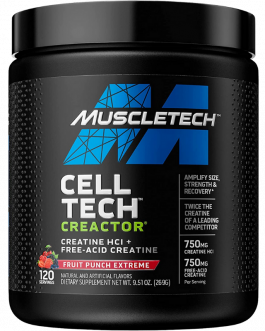 MUSCLETECH
CELL
TECH™
CREACTOR®
CREATINE HCl +
FREE-ACID CREATINE
FRUIT PUNCH EXTREME
NATURAL AND ARTIFICIAL FLAVORS
120
SERVINGS
DIETARY SUPPLEMENT NET WT. 9.51 OZ. (269G)
AMPLIFY SIZE,
STRENGTH &
RECOVERY
TWICE THE
CREATINE OF
A LEADING
COMPETITOR
750MG
CREATINE HCl
750MG
FREE-ACID
CREATINE
Per Serving